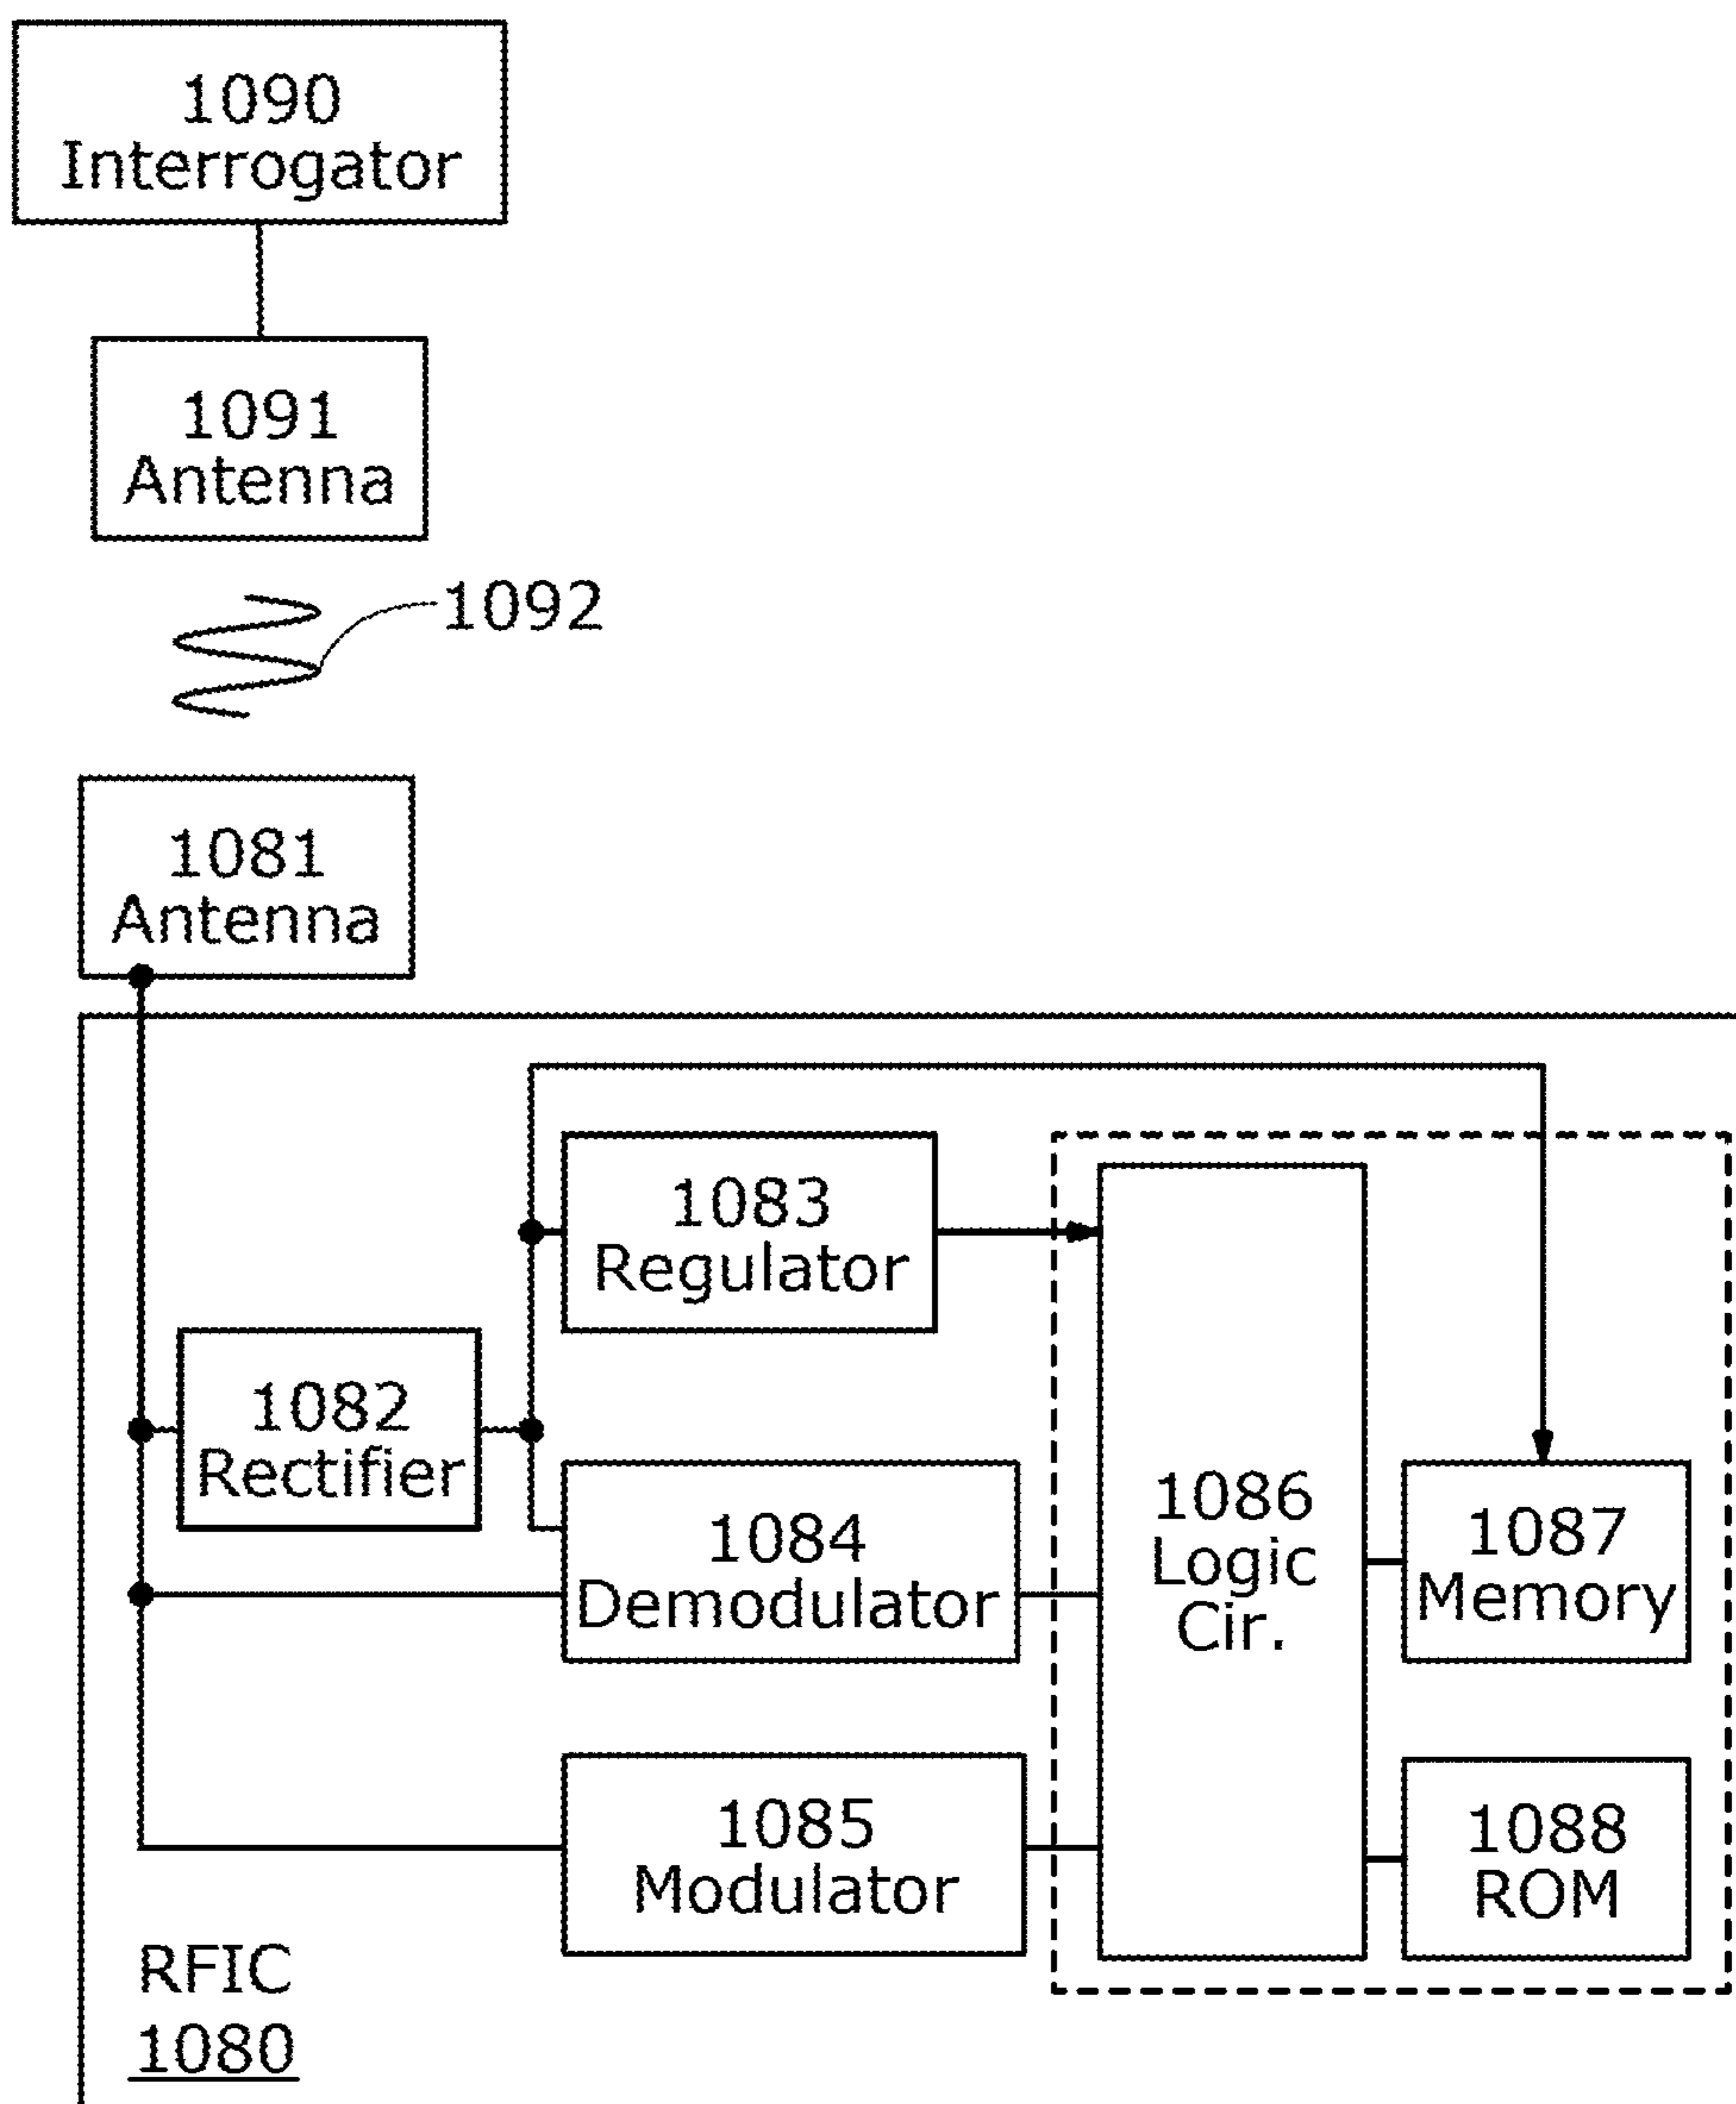 1090
Interrogator
1091
Antenna
1092
1081
Antenna
1083
Regulator
1082
Rectifier
1084
Demodulator
1086
Logic
Cir.
1087
Memory
1085
Modulator
1088
ROM
RFIC
1080